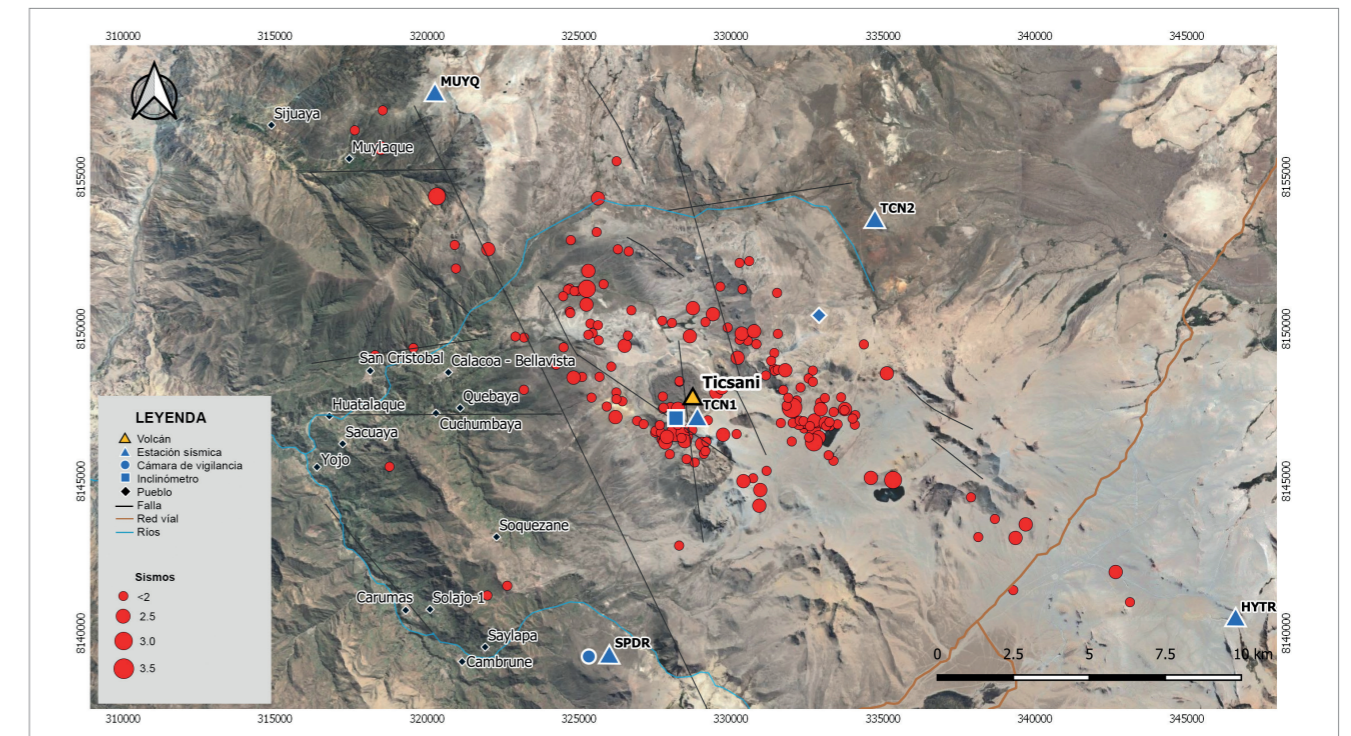 310000 315000 320000 325000 330000 335000 340000 345000
MUYQ
Sijuaya
Muylaque
8155000 8155000
TCN2
8150000 8150000
San Cristobal
Calacoa - Bellavista
Ticsani
TCN1
Quebaya
Huatalaque
Cuchumbaya
Sacuaya
Yojo
8145000 8145000
Soquezane
Carumas
Solajo-1
HYTR
Saylapa
SPDR
8140000 8140000
Cambrune
LEYENDA
Volcán
Estación sísmica
Cámara de vigilancia
Inclinómetro
Pueblo
Falla
Red víal
Ríos
Sismos
<2
2.5
3.0
3.5
0 2.5 5 7.5 10 km
310000 315000 320000 325000 330000 335000 340000 345000